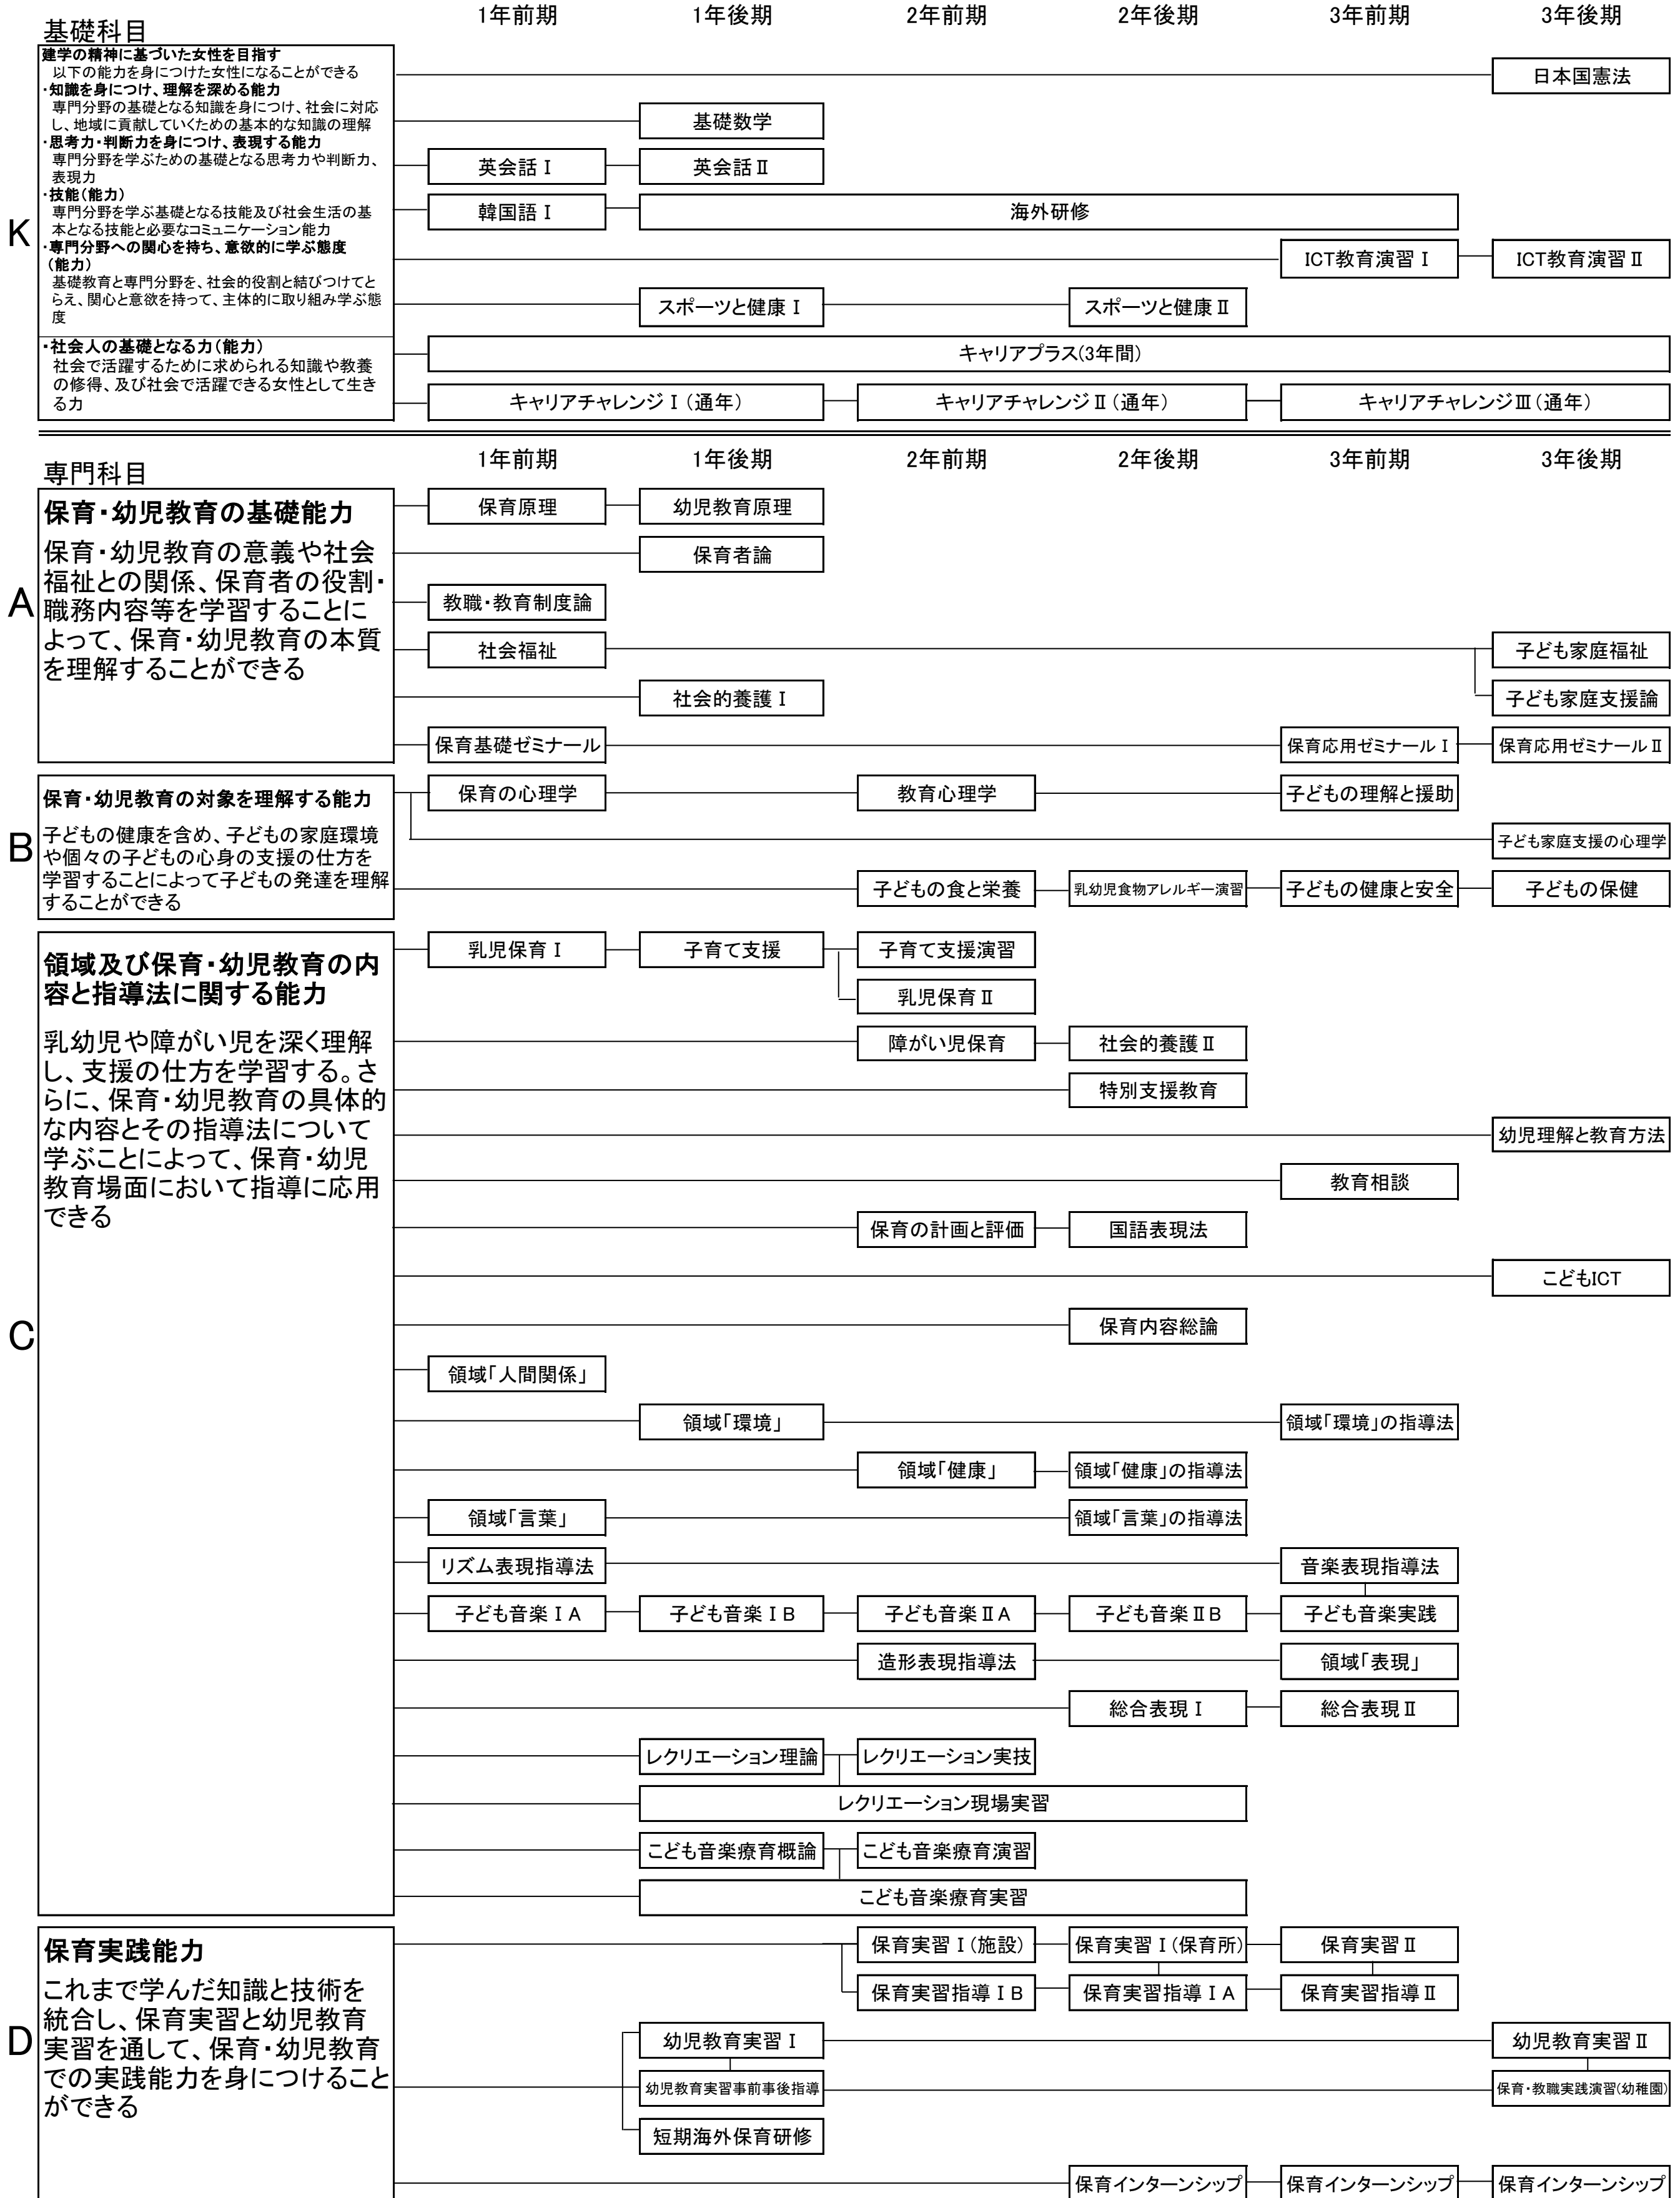 1年前期 1年後期 2年前期 2年後期 3年前期 3年後期
基礎科目
建学の精神に基づいた女性を目指す
以下の能力を身につけた女性になることができる
・知識を身につけ、理解を深める能力
専門分野の基礎となる知識を身につけ、社会に対応
し、地域に貢献していくための基本的な知識の理解
・思考力・判断力を身につけ、表現する能力
専門分野を学ぶための基礎となる思考力や判断力、
表現力
・技能(能力)
専門分野を学ぶ基礎となる技能及び社会生活の基
本となる技能と必要なコミュニケーション能力
・専門分野への関心を持ち、意欲的に学ぶ態度
(能力)
基礎教育と専門分野を、社会的役割と結びつけてと
らえ、関心と意欲を持って、主体的に取り組み学ぶ態
度
・社会人の基礎となる力(能力)
社会で活躍するために求められる知識や教養
の修得、及び社会で活躍できる女性として生き
る力
K
日本国憲法
基礎数学
英会話Ⅰ 英会話Ⅱ
韓国語Ⅰ 海外研修
ICT教育演習Ⅰ ICT教育演習Ⅱ
スポーツと健康Ⅰ スポーツと健康Ⅱ
キャリアプラス(3年間)
キャリアチャレンジⅠ(通年) キャリアチャレンジⅡ(通年) キャリアチャレンジⅢ(通年)
1年前期 1年後期 2年前期 2年後期 3年前期 3年後期
専門科目
A
保育・幼児教育の基礎能力
保育・幼児教育の意義や社会
福祉との関係、保育者の役割・
職務内容等を学習することに
よって、保育・幼児教育の本質
を理解することができる
保育原理 幼児教育原理
保育者論
教職・教育制度論
社会福祉 子ども家庭福祉
社会的養護Ⅰ 子ども家庭支援論
保育基礎ゼミナール 保育応用ゼミナールⅠ 保育応用ゼミナールⅡ
B
保育・幼児教育の対象を理解する能力
子どもの健康を含め、子どもの家庭環境
や個々の子どもの心身の支援の仕方を
学習することによって子どもの発達を理解
することができる
保育の心理学 教育心理学 子どもの理解と援助
子ども家庭支援の心理学
子どもの食と栄養 乳幼児食物アレルギー演習 子どもの健康と安全 子どもの保健
C
領域及び保育・幼児教育の内
容と指導法に関する能力
乳幼児や障がい児を深く理解
し、支援の仕方を学習する。さ
らに、保育・幼児教育の具体的
な内容とその指導法について
学ぶことによって、保育・幼児
教育場面において指導に応用
できる
乳児保育Ⅰ 子育て支援 子育て支援演習
乳児保育Ⅱ
障がい児保育 社会的養護Ⅱ
特別支援教育
幼児理解と教育方法
教育相談
保育の計画と評価 国語表現法
こどもICT
保育内容総論
領域「人間関係」
領域「環境」 領域「環境」の指導法
領域「健康」 領域「健康」の指導法
領域「言葉」 領域「言葉」の指導法
リズム表現指導法 音楽表現指導法
子ども音楽ⅠA 子ども音楽ⅠB 子ども音楽ⅡA 子ども音楽ⅡB 子ども音楽実践
造形表現指導法 領域「表現」
総合表現Ⅰ 総合表現Ⅱ
レクリエーション理論 レクリエーション実技
レクリエーション現場実習
こども音楽療育概論 こども音楽療育演習
こども音楽療育実習
D
保育実践能力
これまで学んだ知識と技術を
統合し、保育実習と幼児教育
実習を通して、保育・幼児教育
での実践能力を身につけること
ができる
保育実習Ⅰ(施設) 保育実習Ⅰ(保育所) 保育実習Ⅱ
保育実習指導ⅠB 保育実習指導ⅠA 保育実習指導Ⅱ
幼児教育実習Ⅰ 幼児教育実習Ⅱ
幼児教育実習事前事後指導 保育・教職実践演習(幼稚園)
短期海外保育研修
保育インターンシップ 保育インターンシップ 保育インターンシップ